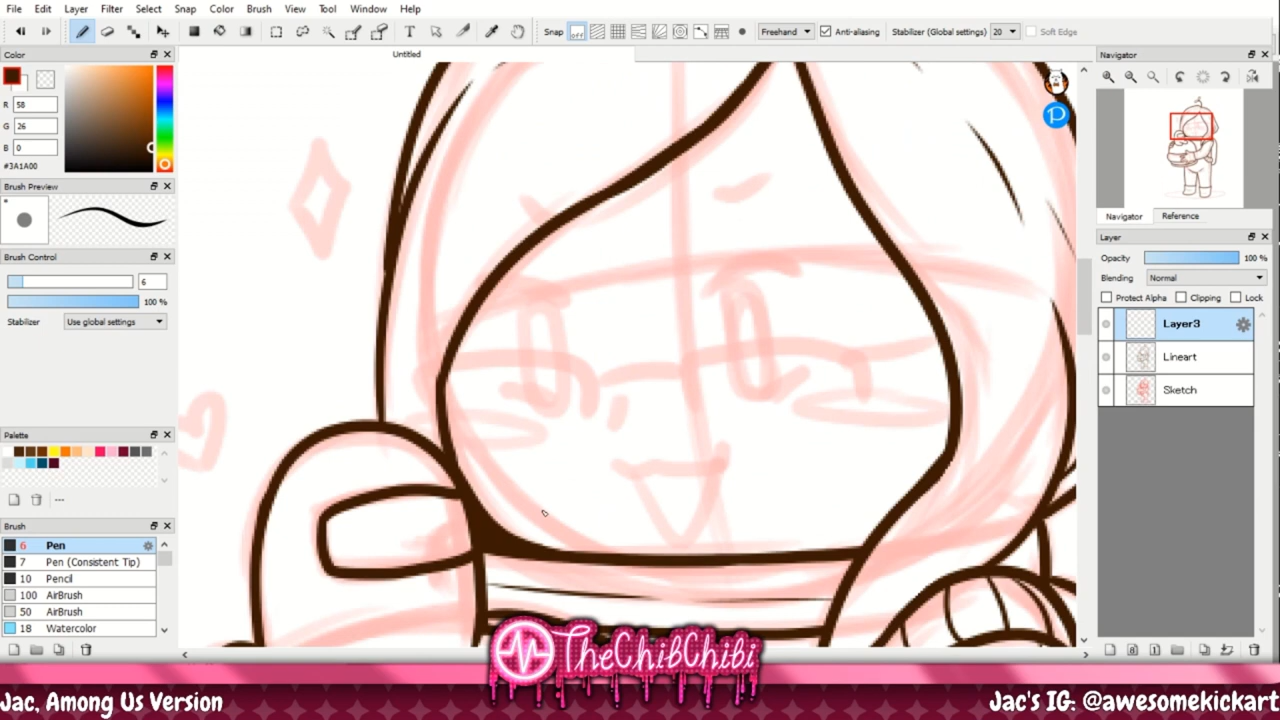 File Edit Layer Filter Select Snap Color Brush View Tool Window Help
Snap off Freehand Anti-aliasing Stabilizer (Global settings) 20 Soft Edge
Color
Untitled
Navigator
R 58
G 26
B 0
#3A1A00
Brush Preview
Brush Control
6
100 %
Stabilizer Use global settings
Navigator Reference
Layer
Opacity 100 %
Blending Normal
Protect Alpha Clipping Lock
Layer3
Lineart
Sketch
Palette
Brush
6 Pen
7 Pen (Consistent Tip)
10 Pencil
100 AirBrush
50 AirBrush
18 Watercolor
TheChibChibi
Jac, Among Us Version
Jac's IG: @awesomekickart